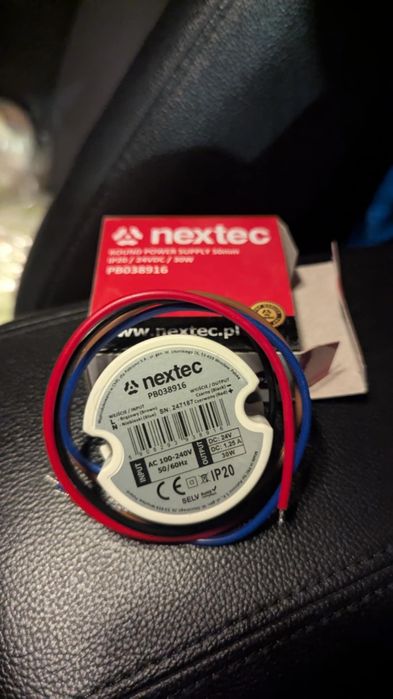 nextec
ROUND POWER SUPPLY 50mm
IP20 / 24VDC / 30W
PB038916
www.nextec.pl
nextec
PB038916
WEJŚCIE / INPUT
Brązowy (Brown)
Niebieski (Blue)
WYJŚCIE / OUTPUT
Czarny (Black)
Czerwony (Red)
SN: 247187
INPUT
AC 100-240V
50/60Hz
OUTPUT
DC: 24V
DC: 1.25 A
30W
CE
IP20
SELV